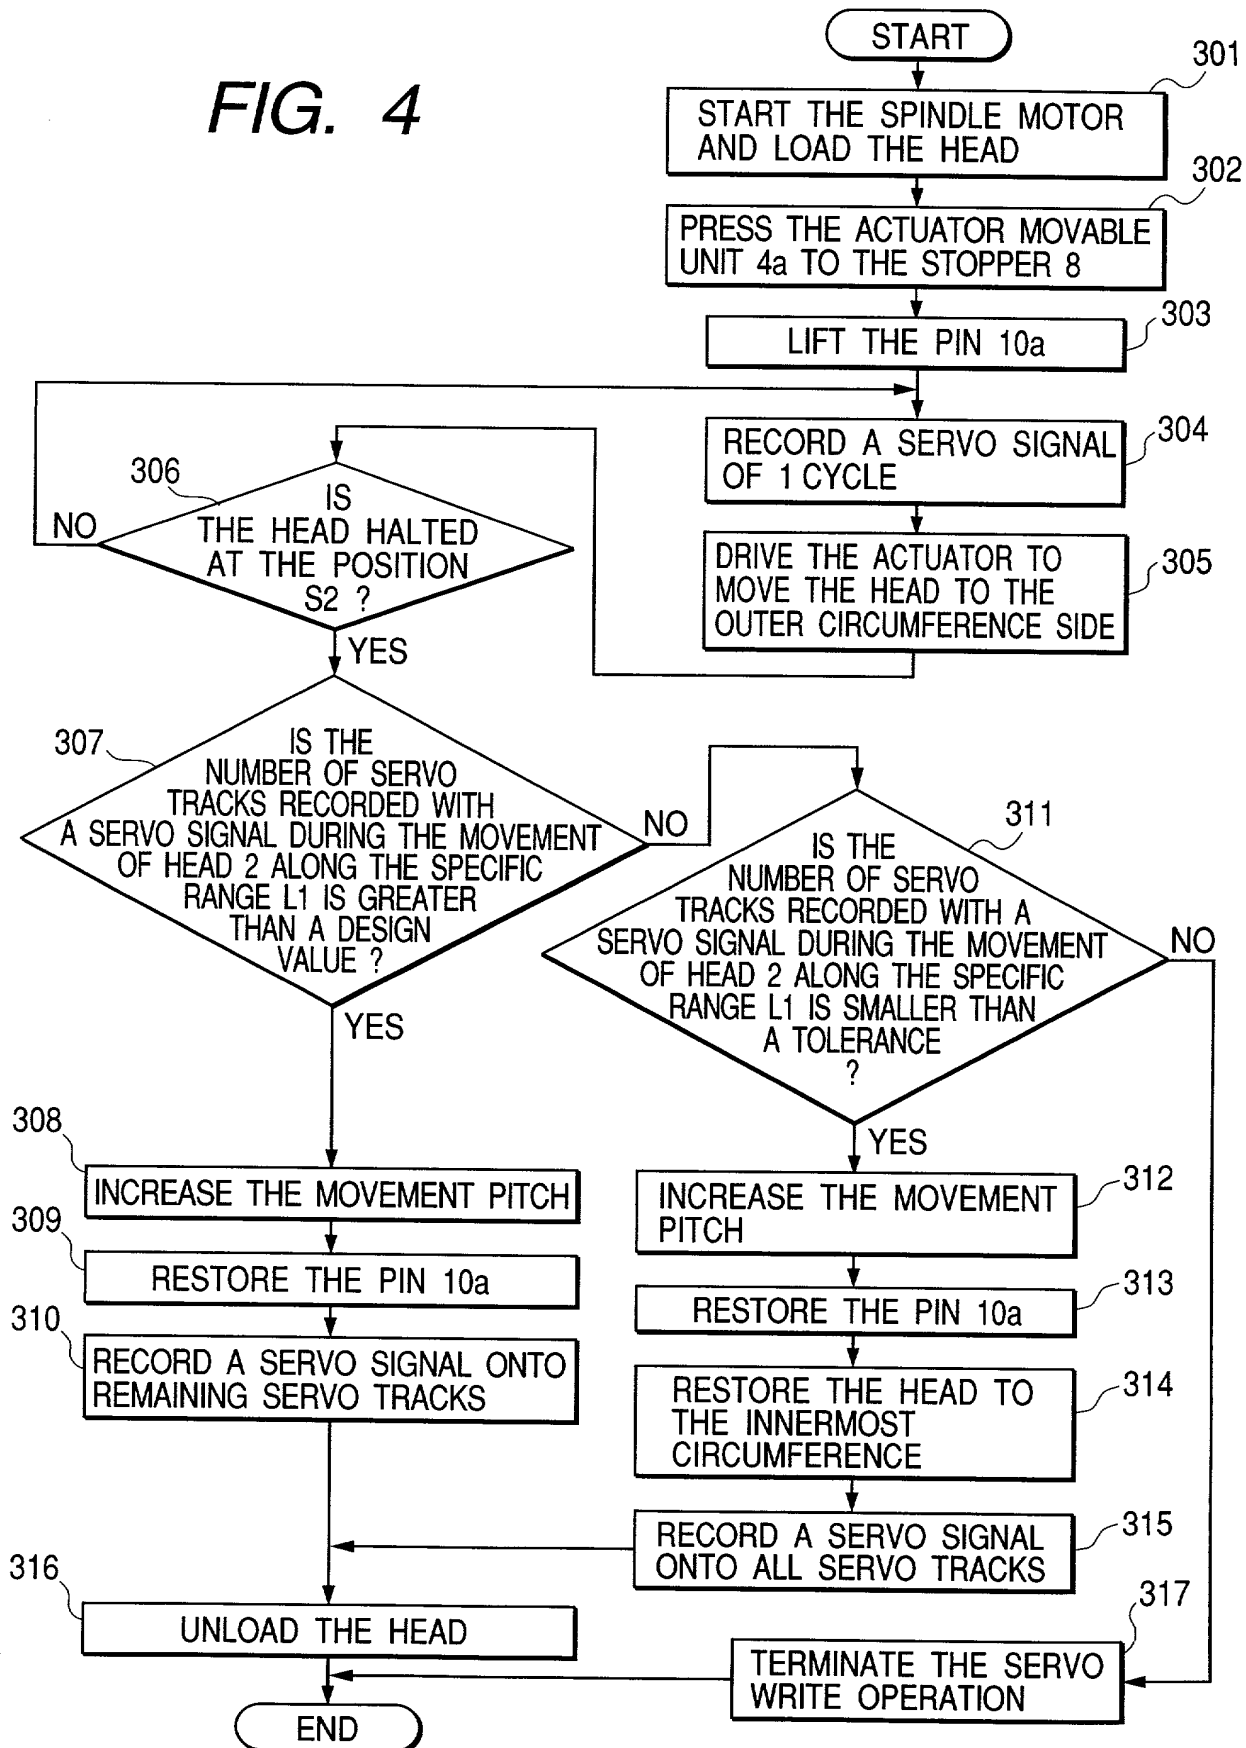 FIG. 4
START
301
START THE SPINDLE MOTOR
AND LOAD THE HEAD
302
PRESS THE ACTUATOR MOVABLE
UNIT 4a TO THE STOPPER 8
303
LIFT THE PIN 10a
304
RECORD A SERVO SIGNAL
OF 1 CYCLE
305
DRIVE THE ACTUATOR TO
MOVE THE HEAD TO THE
OUTER CIRCUMFERENCE SIDE
306
IS
THE HEAD HALTED
AT THE POSITION
S2 ?
NO
YES
307
IS THE
NUMBER OF SERVO
TRACKS RECORDED WITH
A SERVO SIGNAL DURING THE MOVEMENT
OF HEAD 2 ALONG THE SPECIFIC
RANGE L1 IS GREATER
THAN A DESIGN
VALUE ?
NO
YES
311
IS THE
NUMBER OF SERVO
TRACKS RECORDED WITH A
SERVO SIGNAL DURING THE MOVEMENT
OF HEAD 2 ALONG THE SPECIFIC
RANGE L1 IS SMALLER THAN
A TOLERANCE
?
NO
YES
308
INCREASE THE MOVEMENT PITCH
309
RESTORE THE PIN 10a
310
RECORD A SERVO SIGNAL ONTO
REMAINING SERVO TRACKS
312
INCREASE THE MOVEMENT
PITCH
313
RESTORE THE PIN 10a
314
RESTORE THE HEAD TO
THE INNERMOST
CIRCUMFERENCE
315
RECORD A SERVO SIGNAL
ONTO ALL SERVO TRACKS
316
UNLOAD THE HEAD
317
TERMINATE THE SERVO
WRITE OPERATION
END